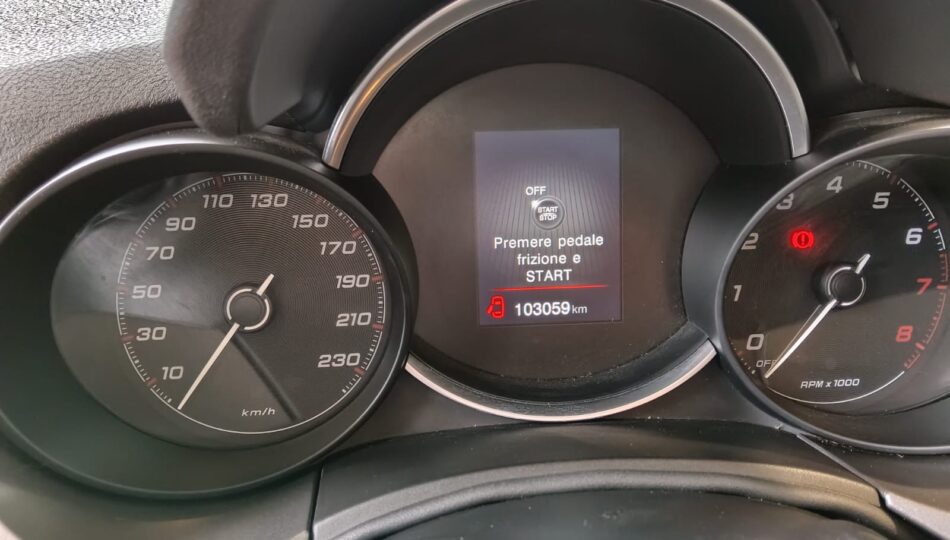 10
30
50
70
90
110
130
150
170
190
210
230
km/h
OFF
START
STOP
Premere pedale
frizione e
START
103059 km
OFF
0
1
2
3
4
5
6
7
8
RPM x 1000